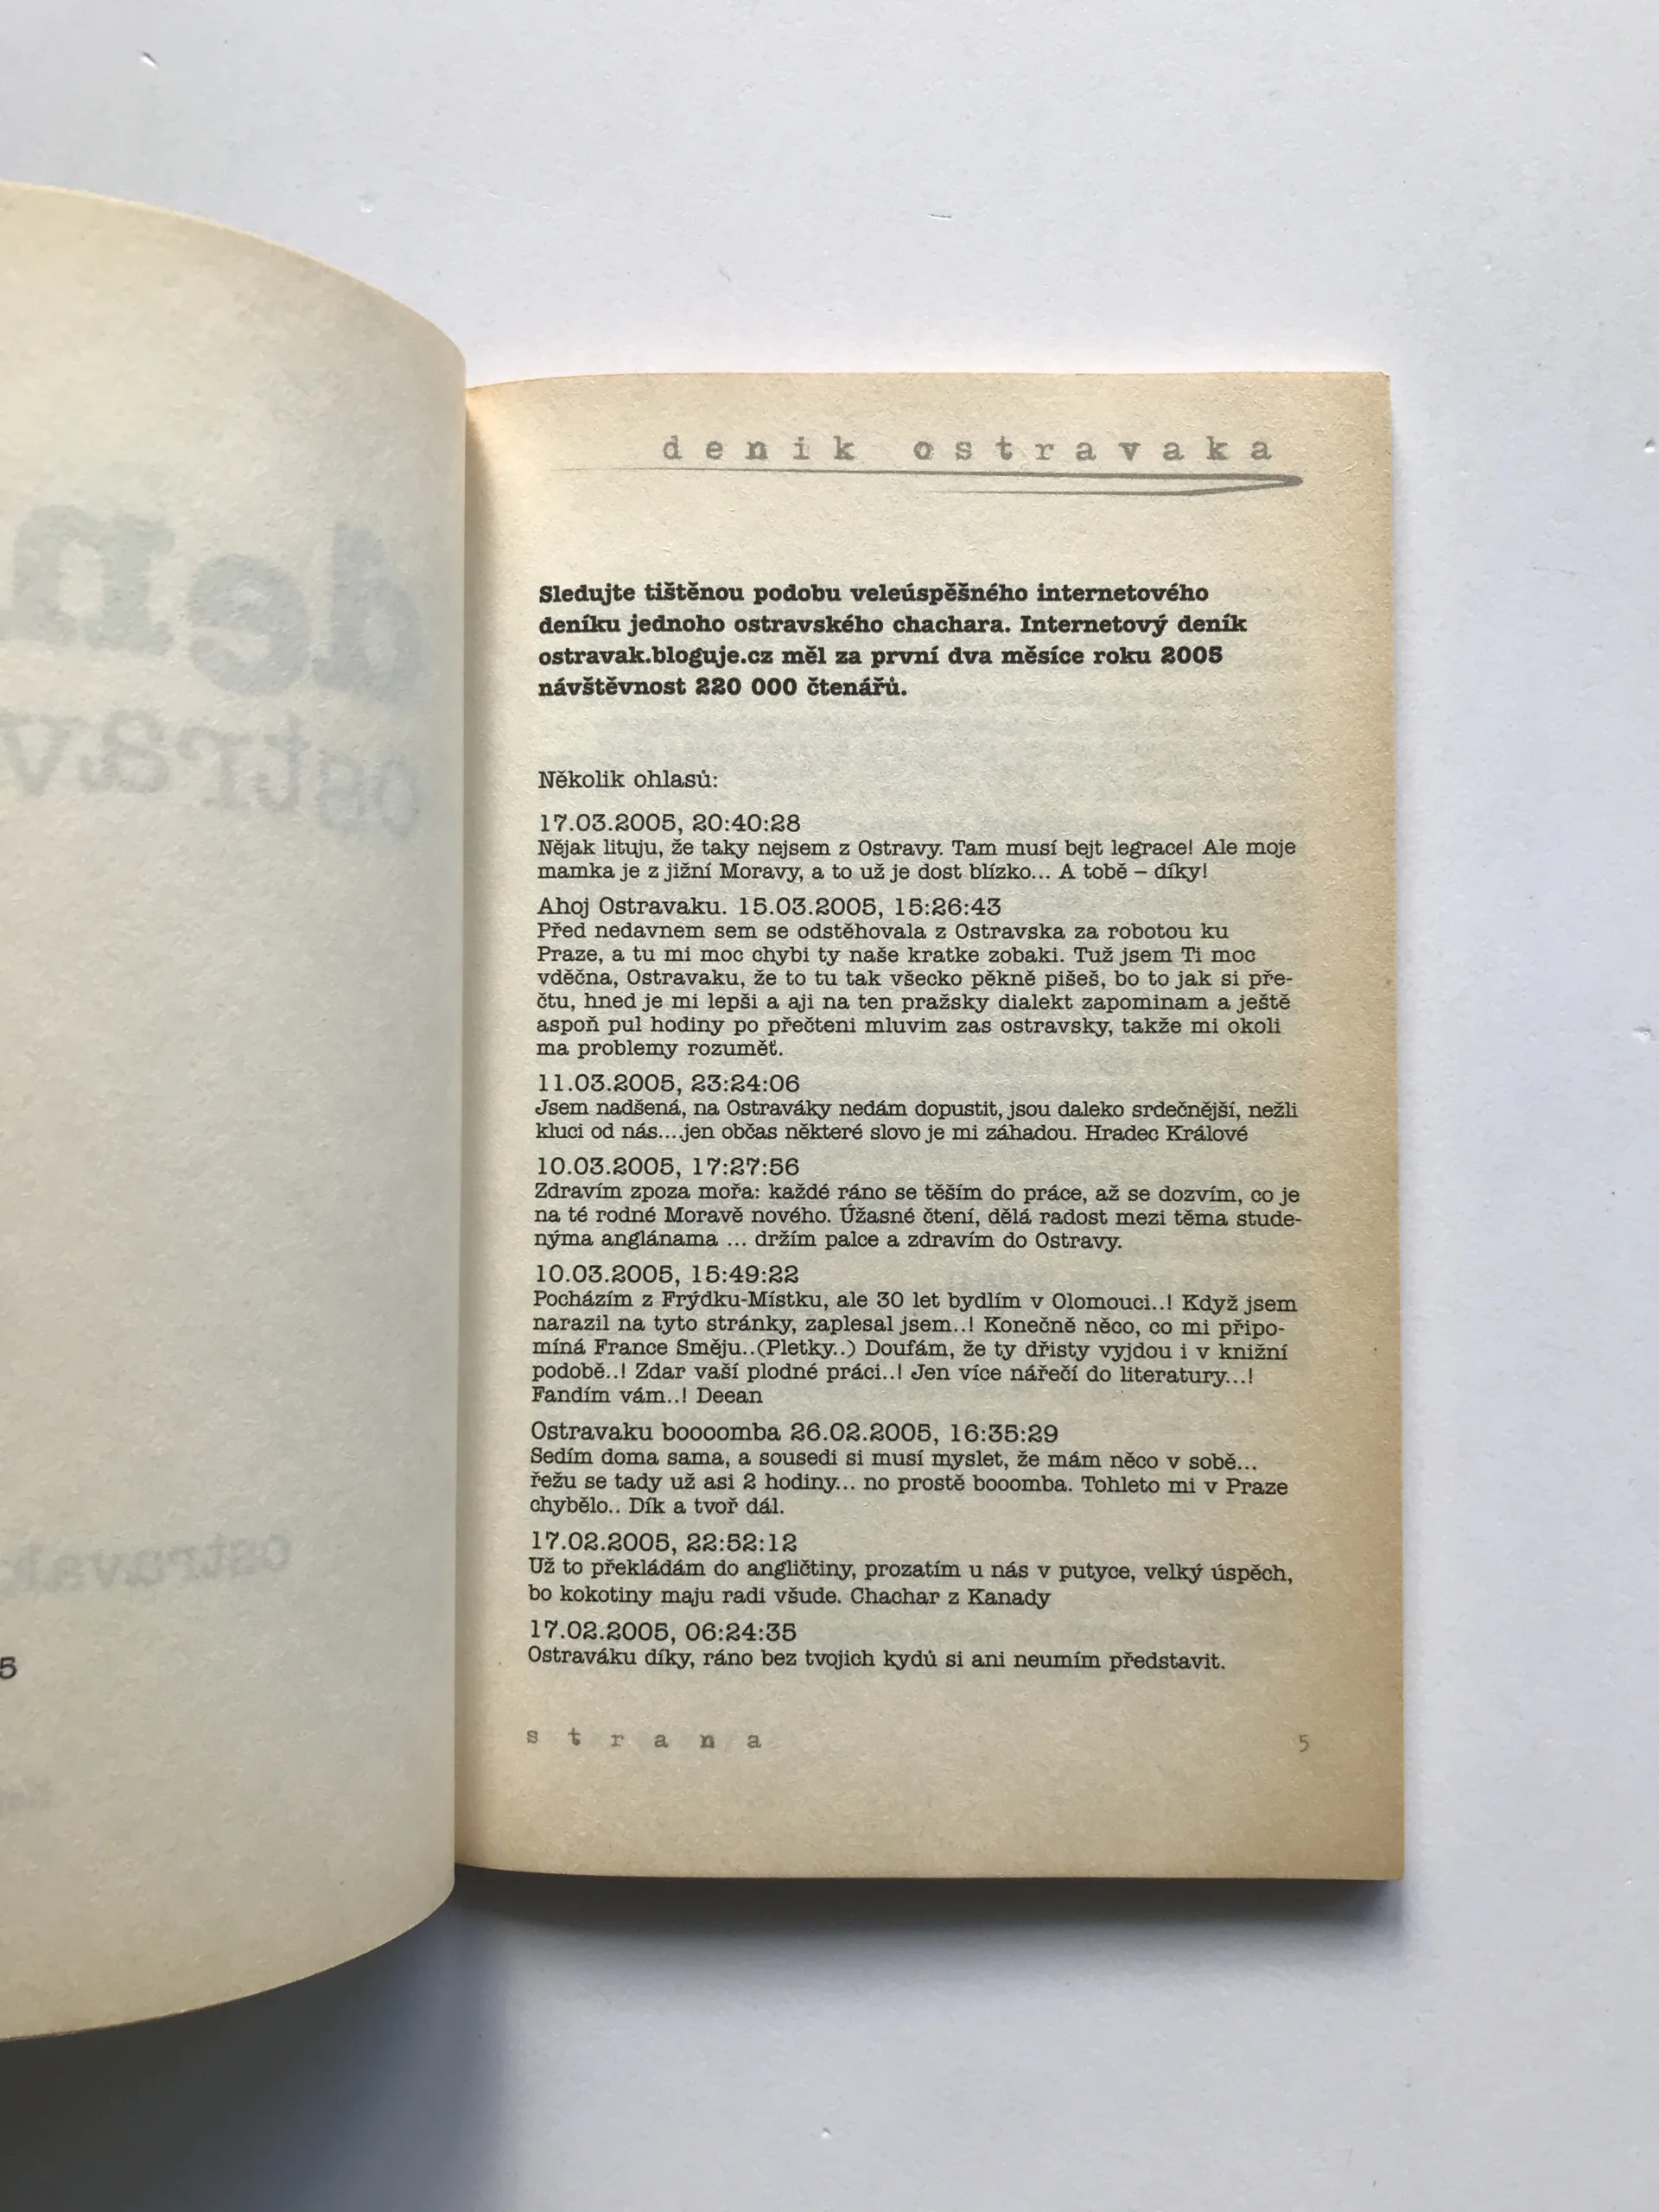 5
denik ostravaka
Sledujte tištěnou podobu veleúspěšného internetového
deníku jednoho ostravského chachara. Internetový deník
ostravak.bloguje.cz měl za první dva měsíce roku 2005
návštěvnost 220 000 čtenářů.
Několik ohlasů:
17.03.2005, 20:40:28
Nějak lituju, že taky nejsem z Ostravy. Tam musí bejt legrace! Ale moje
mamka je z jižní Moravy, a to už je dost blízko... A tobě – díky!
Ahoj Ostravaku. 15.03.2005, 15:26:43
Před nedavnem sem se odstěhovala z Ostravska za robotou ku
Praze, a tu mi moc chybi ty naše kratke zobaki. Tuž jsem Ti moc
vděčna, Ostravaku, že to tu tak všecko pěkně pišeš, bo to jak si pře-
čtu, hned je mi lepši a aji na ten pražsky dialekt zapominam a ještě
aspoň pul hodiny po přečteni mluvim zas ostravsky, takže mi okoli
ma problemy rozuměť.
11.03.2005, 23:24:06
Jsem nadšená, na Ostraváky nedám dopustit, jsou daleko srdečnější, nežli
kluci od nás...jen občas některé slovo je mi záhadou. Hradec Králové
10.03.2005, 17:27:56
Zdravím zpoza mořa: každé ráno se těším do práce, až se dozvím, co je
na té rodné Moravě nového. Úžasné čtení, dělá radost mezi těma stude-
nýma anglánama ... držím palce a zdravím do Ostravy.
10.03.2005, 15:49:22
Pocházím z Frýdku-Místku, ale 30 let bydlím v Olomouci..! Když jsem
narazil na tyto stránky, zaplesal jsem..! Konečně něco, co mi připo-
míná France Směju..(Pletky..) Doufám, že ty dřisty vyjdou i v knižní
podobě..! Zdar vaší plodné práci..! Jen více nářečí do literatury...!
Fandím vám..! Deean
Ostravaku boooomba 26.02.2005, 16:35:29
Sedím doma sama, a sousedi si musí myslet, že mám něco v sobě...
řežu se tady už asi 2 hodiny... no prostě booomba. Tohleto mi v Praze
chybělo.. Dík a tvoř dál.
17.02.2005, 22:52:12
Už to překládám do angličtiny, prozatím u nás v putyce, velký úspěch,
bo kokotiny maju radi všude. Chachar z Kanady
17.02.2005, 06:24:35
Ostraváku díky, ráno bez tvojich kydů si ani neumím představit.
strana 5